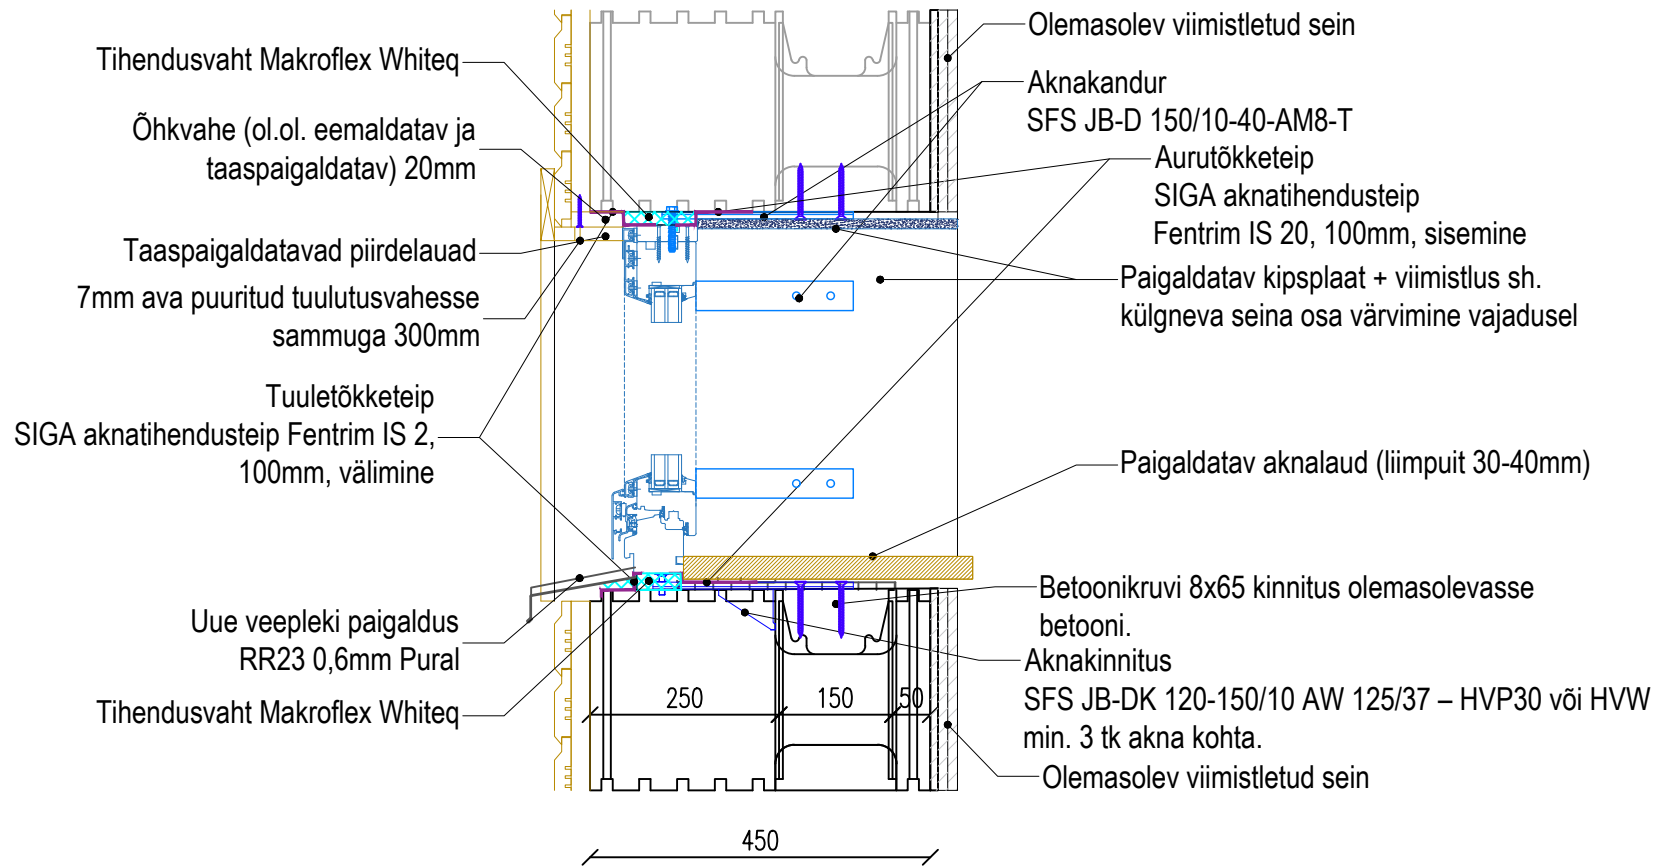 Tihendusvaht Makroflex Whiteq
Õhkvahe (ol.ol. eemaldatav ja
taaspaigaldatav) 20mm
Taaspaigaldatavad piirdelauad
7mm ava puuritud tuulutusvahesse
sammuga 300mm
Tuuletõkketeip
SIGA aknatihendusteip Fentrim IS 2,
100mm, välimine
Uue veepleki paigaldus
RR23 0,6mm Pural
Tihendusvaht Makroflex Whiteq
Olemasolev viimistletud sein
Aknakandur
SFS JB-D 150/10-40-AM8-T
Aurutõkketeip
SIGA aknatihendusteip
Fentrim IS 20, 100mm, sisemine
Paigaldatav kipsplaat + viimistlus sh.
külgneva seina osa värvimine vajadusel
Paigaldatav aknalaud (liimpuit 30-40mm)
Betoonikruvi 8x65 kinnitus olemasolevasse
betooni.
Aknakinnitus
SFS JB-DK 120-150/10 AW 125/37 – HVP30 või HVW
min. 3 tk akna kohta.
Olemasolev viimistletud sein
250 150 50
450